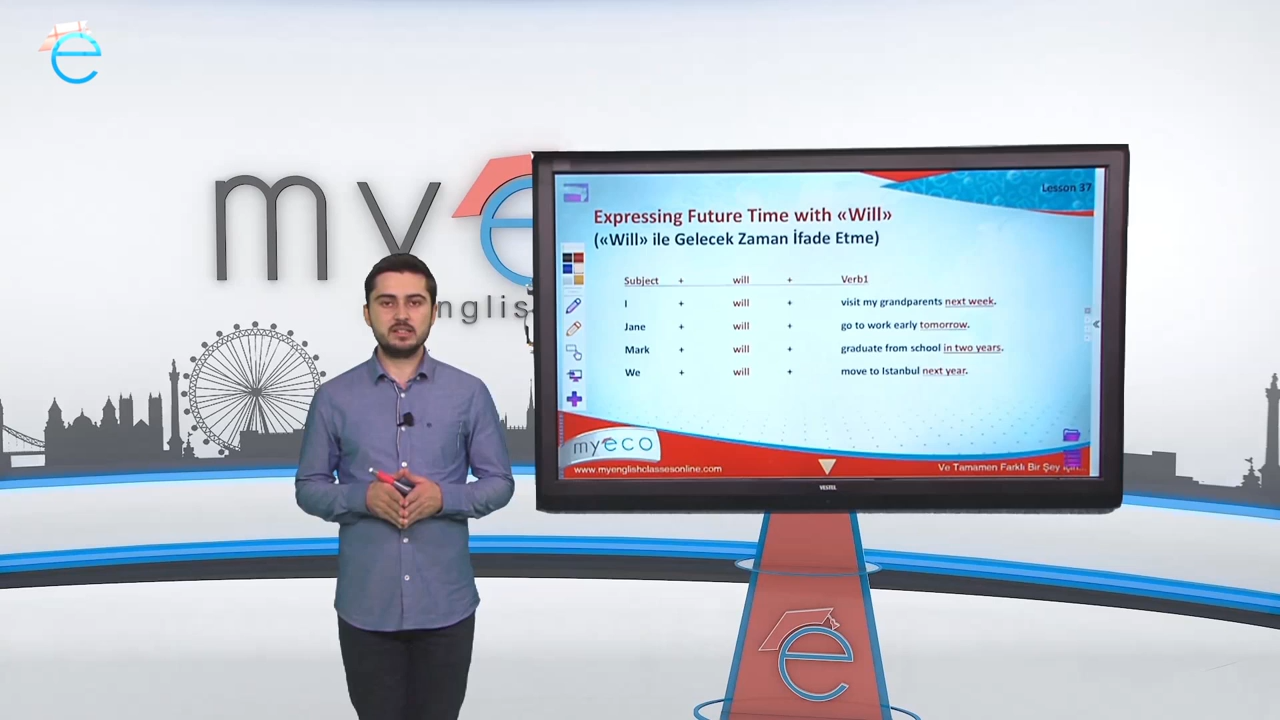 e
my e
nglis
Lesson 37
Expressing Future Time with «Will»
(«Will» ile Gelecek Zaman İfade Etme)
Subject + will + Verb1
I + will + visit my grandparents next week.
Jane + will + go to work early tomorrow.
Mark + will + graduate from school in two years.
We + will + move to Istanbul next year.
myeco
www.myenglishclassesonline.com
Ve Tamamen Farklı Bir Şey İçin...
VESTEL
e